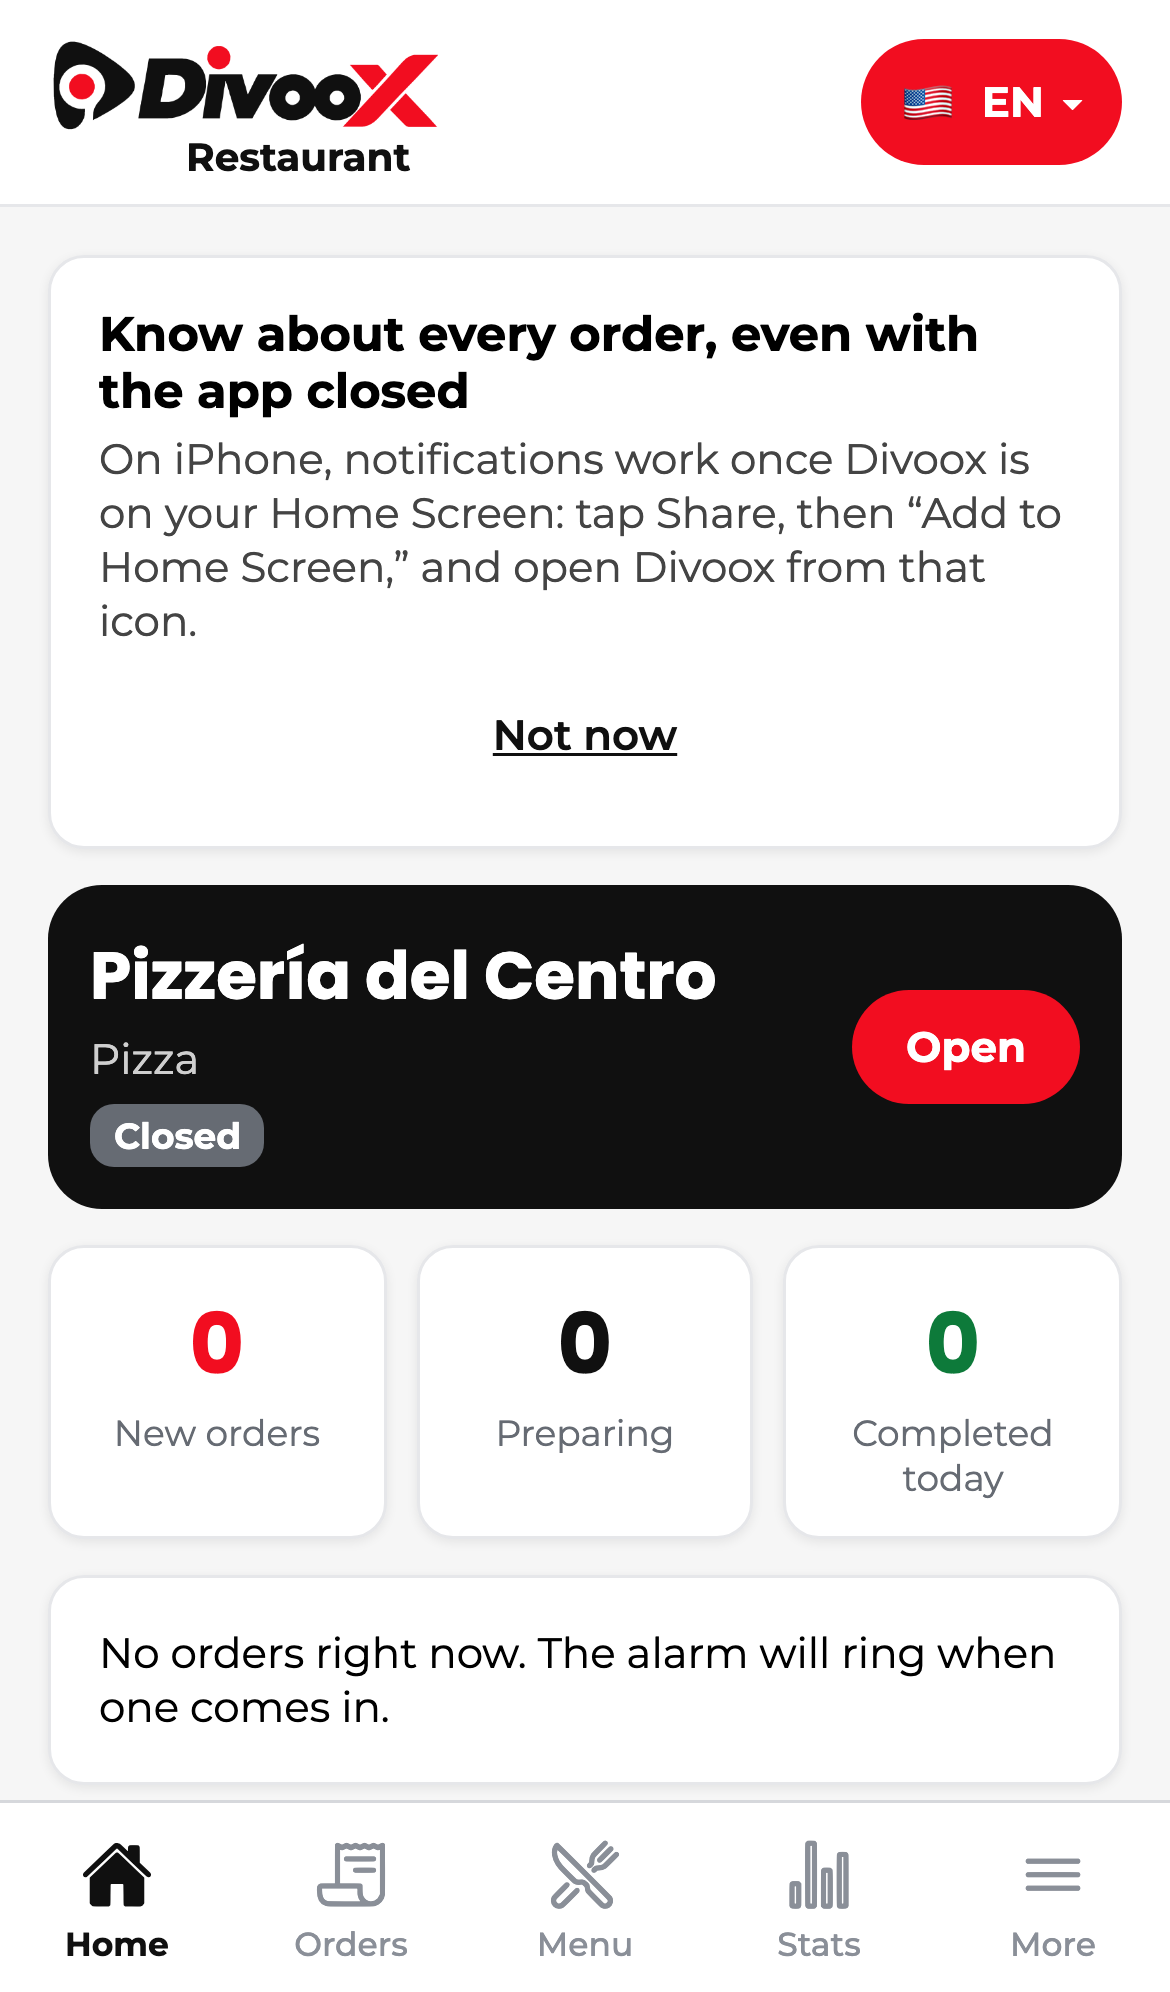 DivooX
Restaurant
EN
Know about every order, even with
the app closed
On iPhone, notifications work once Divoox is
on your Home Screen: tap Share, then “Add to
Home Screen,” and open Divoox from that
icon.
Not now
Pizzería del Centro
Pizza
Closed
Open
0
New orders
0
Preparing
0
Completed
today
No orders right now. The alarm will ring when
one comes in.
Home
Orders
Menu
Stats
More